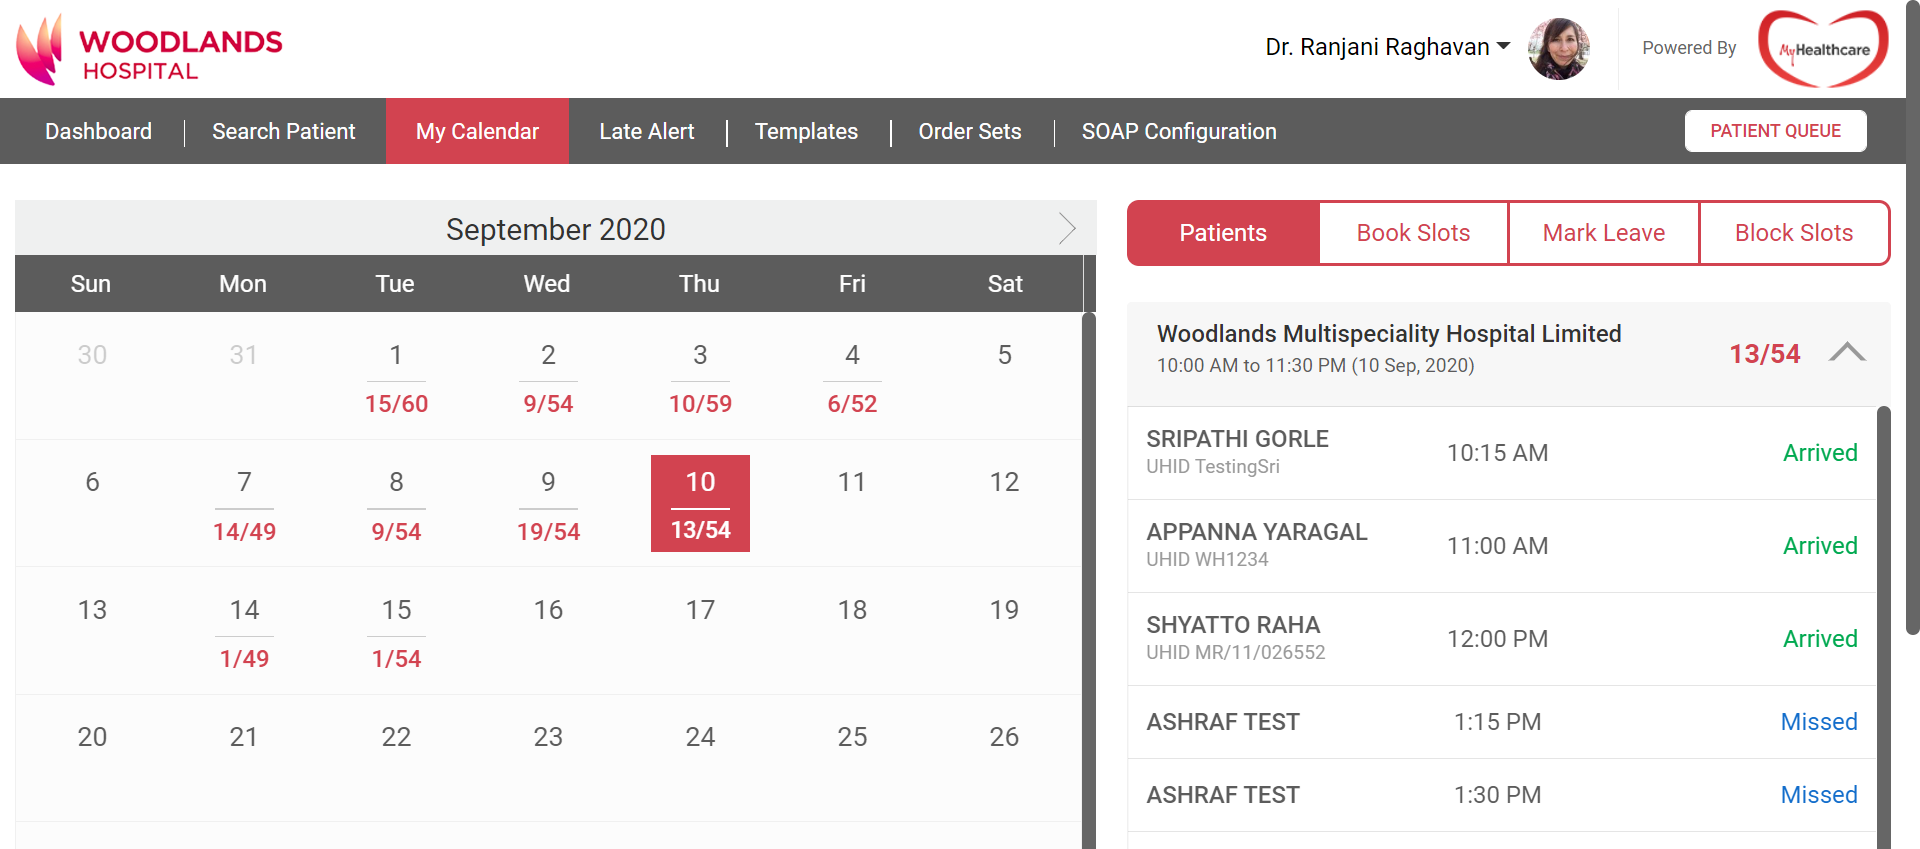 WOODLANDS
HOSPITAL
Dr. Ranjani Raghavan
Powered By
MyHealthcare
Dashboard
Search Patient
My Calendar
Late Alert
Templates
Order Sets
SOAP Configuration
PATIENT QUEUE
September 2020
Sun Mon Tue Wed Thu Fri Sat
30 31 1 2 3 4 5
15/60 9/54 10/59 6/52
6 7 8 9 10 11 12
14/49 9/54 19/54 13/54
13 14 15 16 17 18 19
1/49 1/54
20 21 22 23 24 25 26
Patients Book Slots Mark Leave Block Slots
Woodlands Multispeciality Hospital Limited
10:00 AM to 11:30 PM (10 Sep, 2020)
13/54
SRIPATHI GORLE
UHID TestingSri
10:15 AM
Arrived
APPANNA YARAGAL
UHID WH1234
11:00 AM
Arrived
SHYATTO RAHA
UHID MR/11/026552
12:00 PM
Arrived
ASHRAF TEST 1:15 PM Missed
ASHRAF TEST 1:30 PM Missed